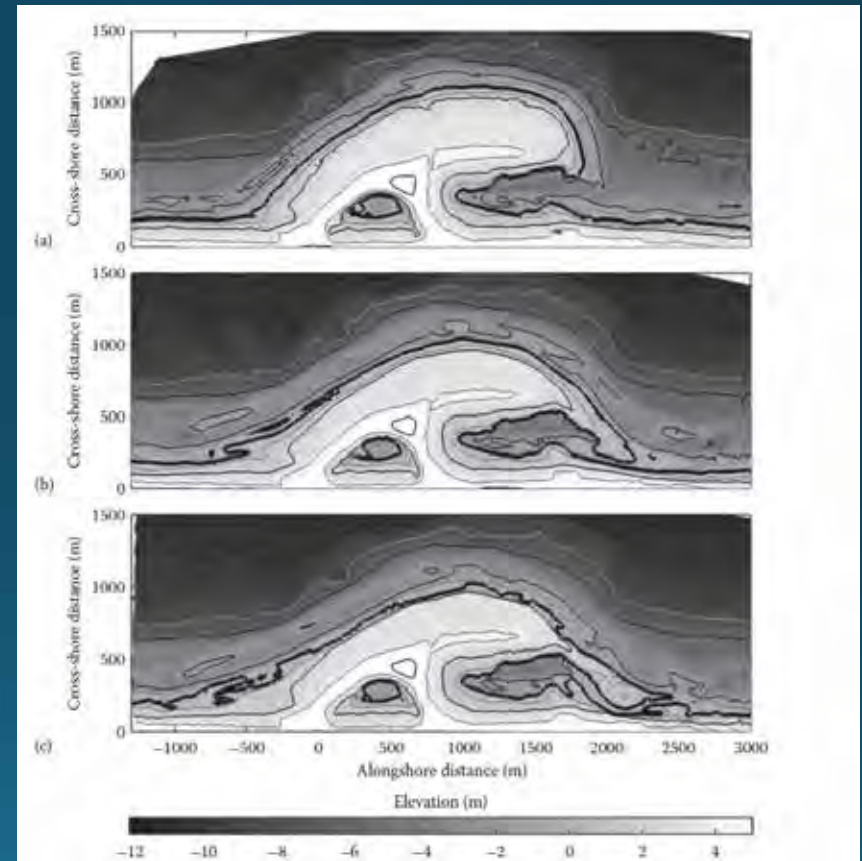 1500
1000
500
0
Cross-shore distance (m)
(a)
1500
1000
500
0
Cross-shore distance (m)
(b)
1500
1000
500
0
Cross-shore distance (m)
(c)
−1000 −500 0 500 1000 1500 2000 2500 3000
Alongshore distance (m)
Elevation (m)
−12 −10 −8 −6 −4 −2 0 2 4